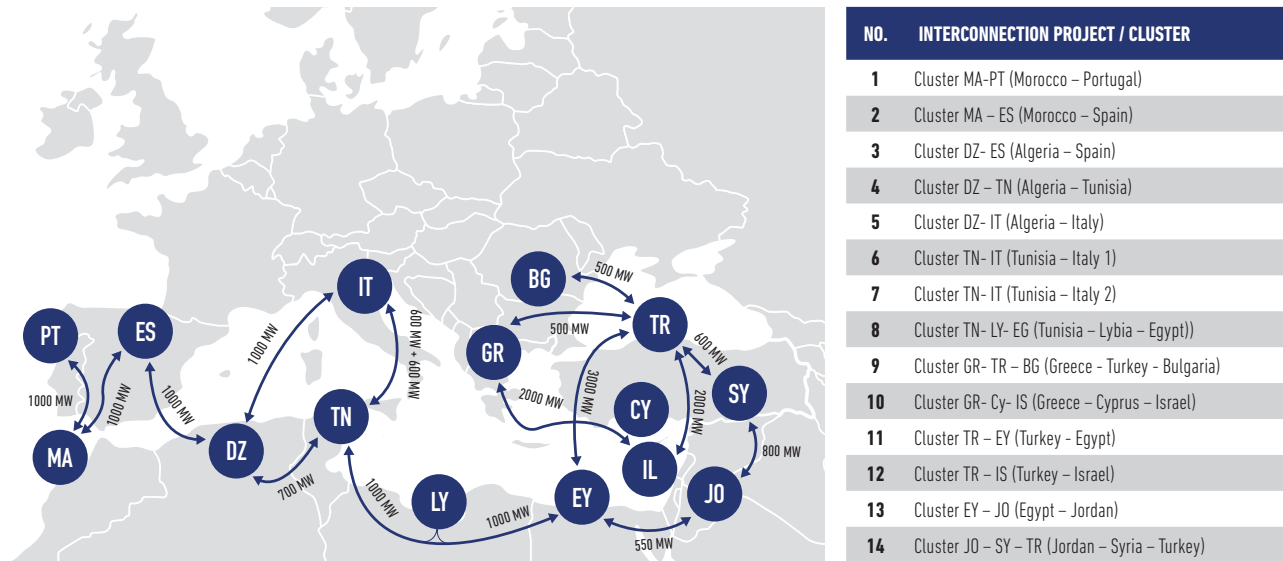 BG
500 MW
IT
TR
PT
ES
500 MW
GR
1000 MW
600 MW + 600 MW
600 MW
3000 MW
2000 MW
SY
1000 MW
1000 MW
1000 MW
2000 MW
CY
TN
MA
DZ
IL
800 MW
700 MW
1000 MW
LY
1000 MW
EY
JO
550 MW
NO. INTERCONNECTION PROJECT / CLUSTER
1 Cluster MA-PT (Morocco – Portugal)
2 Cluster MA – ES (Morocco – Spain)
3 Cluster DZ- ES (Algeria – Spain)
4 Cluster DZ – TN (Algeria – Tunisia)
5 Cluster DZ- IT (Algeria – Italy)
6 Cluster TN- IT (Tunisia – Italy 1)
7 Cluster TN- IT (Tunisia – Italy 2)
8 Cluster TN- LY- EG (Tunisia – Lybia – Egypt))
9 Cluster GR- TR – BG (Greece - Turkey - Bulgaria)
10 Cluster GR- Cy- IS (Greece – Cyprus – Israel)
11 Cluster TR – EY (Turkey - Egypt)
12 Cluster TR – IS (Turkey – Israel)
13 Cluster EY – JO (Egypt – Jordan)
14 Cluster JO – SY – TR (Jordan – Syria – Turkey)